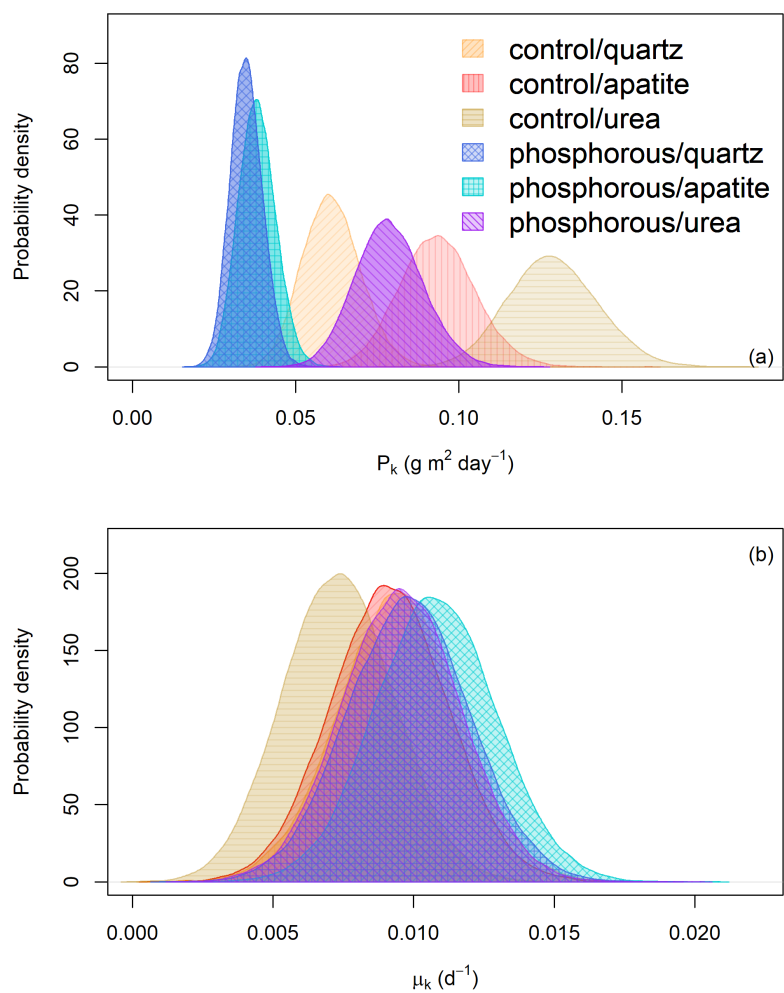 control/quartz
control/apatite
control/urea
phosphorous/quartz
phosphorous/apatite
phosphorous/urea
Probability density
0 20 40 60 80
(a)
0.00 0.05 0.10 0.15
Pₖ (g m² day⁻¹)
(b)
Probability density
0 50 100 150 200
0.000 0.005 0.010 0.015 0.020
μₖ (d⁻¹)